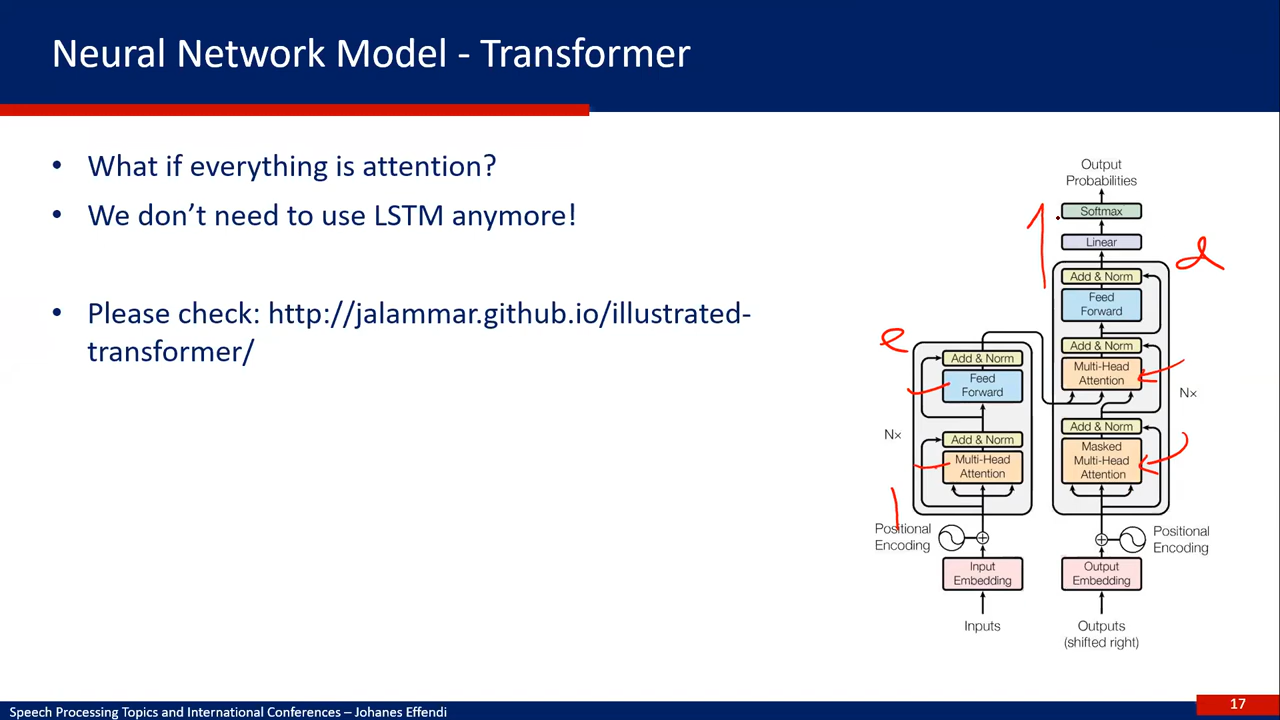 Neural Network Model - Transformer
• What if everything is attention?
• We don't need to use LSTM anymore!
• Please check: http://jalammar.github.io/illustrated-
transformer/
Output
Probabilities
Softmax
Linear
d
Add & Norm
Feed
Forward
Add & Norm
Multi-Head
Attention
Nx
Add & Norm
Masked
Multi-Head
Attention
Positional
Encoding
Output
Embedding
Outputs
(shifted right)
e
Add & Norm
Feed
Forward
Nx
Add & Norm
Multi-Head
Attention
Positional
Encoding
Input
Embedding
Inputs
Speech Processing Topics and International Conferences – Johanes Effendi
17